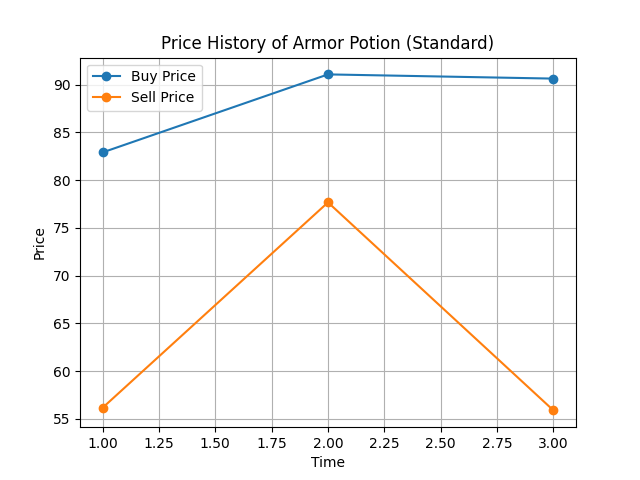 Price History of Armor Potion (Standard)
Buy Price
Sell Price
Price
90
85
80
75
70
65
60
55
1.00 1.25 1.50 1.75 2.00 2.25 2.50 2.75 3.00
Time